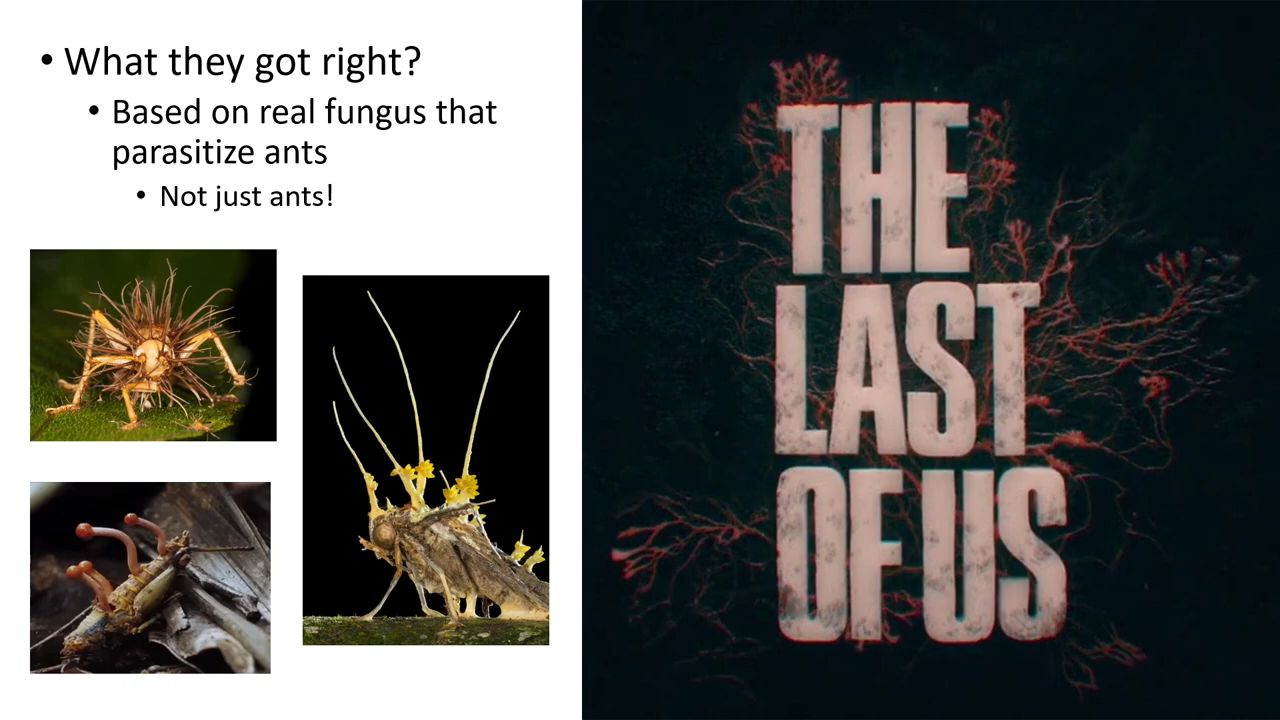 • What they got right?
• Based on real fungus that
parasitize ants
• Not just ants!
THE
LAST
OF US